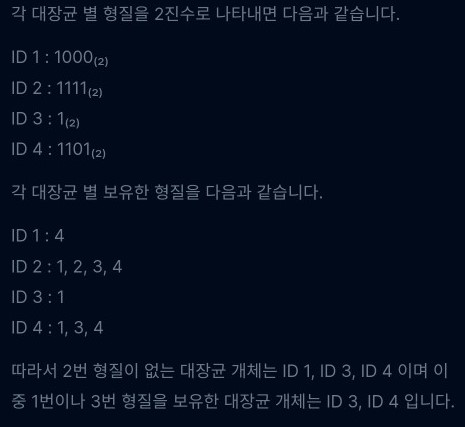 각 대장균 별 형질을 2진수로 나타내면 다음과 같습니다.
ID 1 : 1000₍₂₎
ID 2 : 1111₍₂₎
ID 3 : 1₍₂₎
ID 4 : 1101₍₂₎
각 대장균 별 보유한 형질을 다음과 같습니다.
ID 1 : 4
ID 2 : 1, 2, 3, 4
ID 3 : 1
ID 4 : 1, 3, 4
따라서 2번 형질이 없는 대장균 개체는 ID 1, ID 3, ID 4 이며 이
중 1번이나 3번 형질을 보유한 대장균 개체는 ID 3, ID 4 입니다.